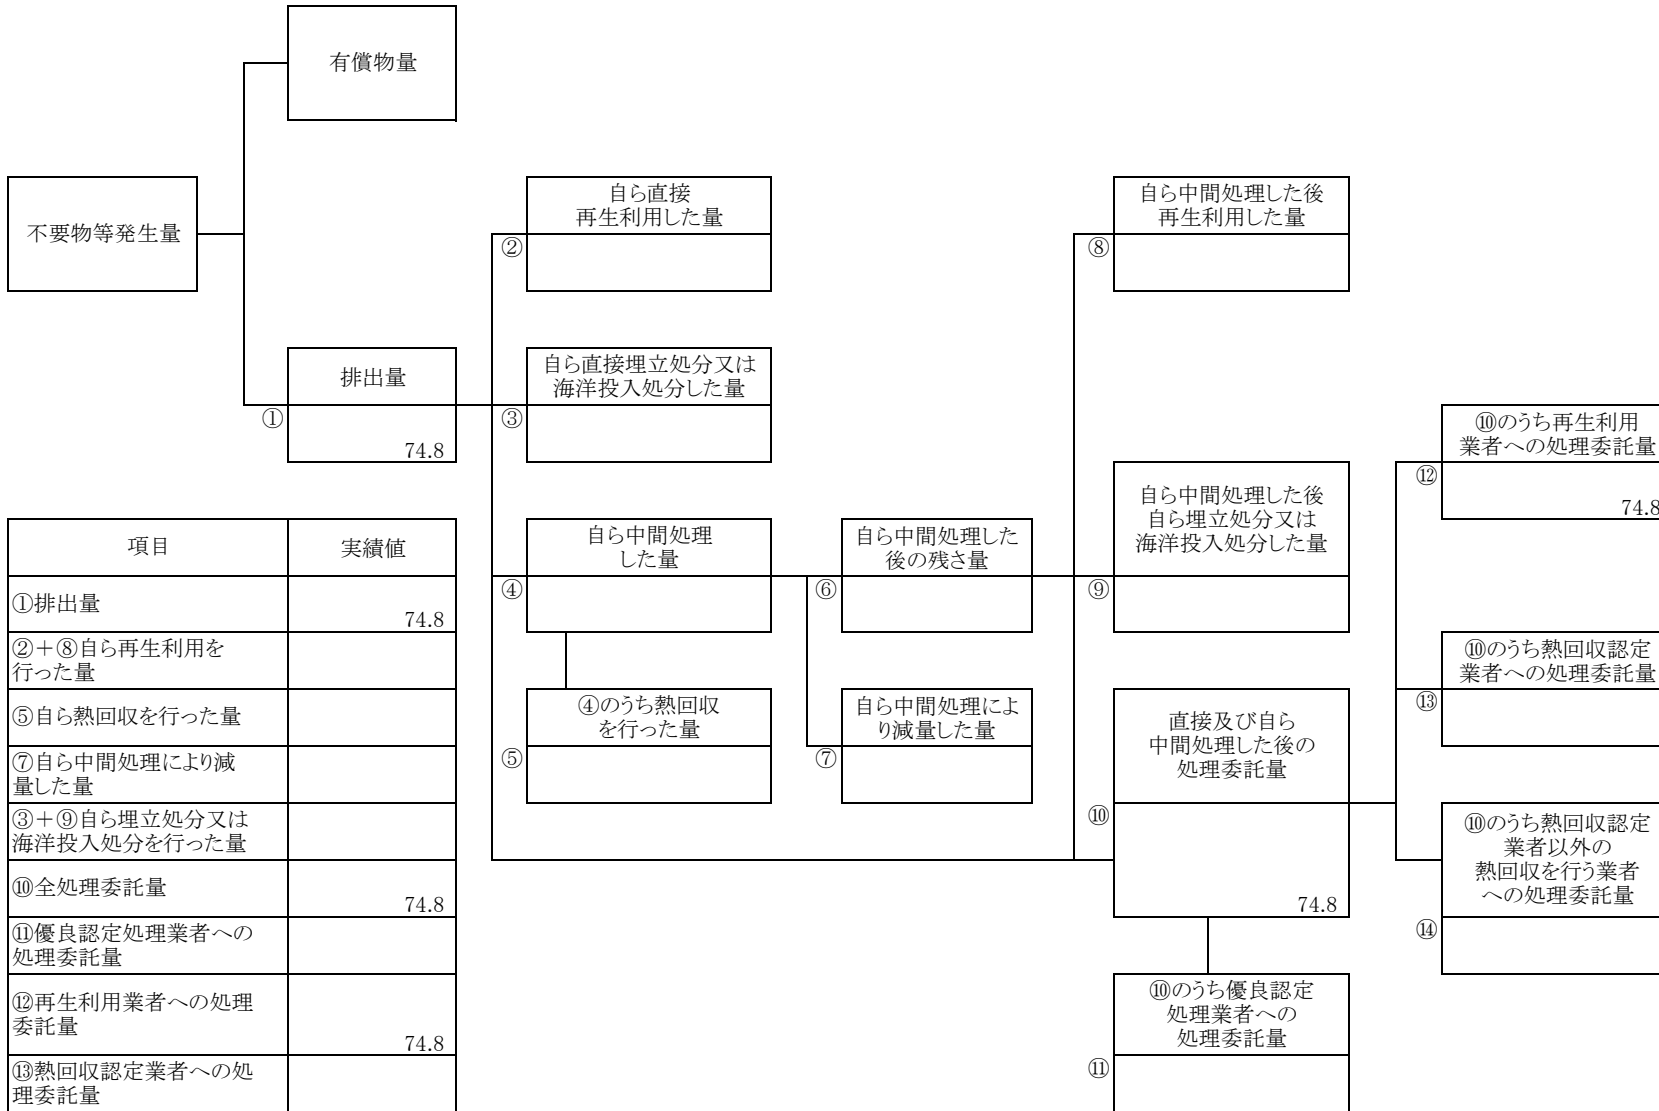 有償物量
不要物等発生量
排出量
①
74.8
自ら直接
再生利用した量
②
自ら直接埋立処分又は
海洋投入処分した量
③
自ら中間処理
した量
④
④のうち熱回収
を行った量
⑤
自ら中間処理した
後の残さ量
⑥
自ら中間処理によ
り減量した量
⑦
自ら中間処理した後
再生利用した量
⑧
自ら中間処理した後
自ら埋立処分又は
海洋投入処分した量
⑨
直接及び自ら
中間処理した後の
処理委託量
⑩
74.8
⑩のうち優良認定
処理業者への
処理委託量
⑪
⑩のうち再生利用
業者への処理委託量
⑫
74.8
⑩のうち熱回収認定
業者への処理委託量
⑬
⑩のうち熱回収認定
業者以外の
熱回収を行う業者
への処理委託量
⑭
項目 実績値
①排出量
74.8
②+⑧自ら再生利用を
行った量
⑤自ら熱回収を行った量
⑦自ら中間処理により減
量した量
③+⑨自ら埋立処分又は
海洋投入処分を行った量
⑩全処理委託量
74.8
⑪優良認定処理業者への
処理委託量
⑫再生利用業者への処理
委託量
74.8
⑬熱回収認定業者への処
理委託量